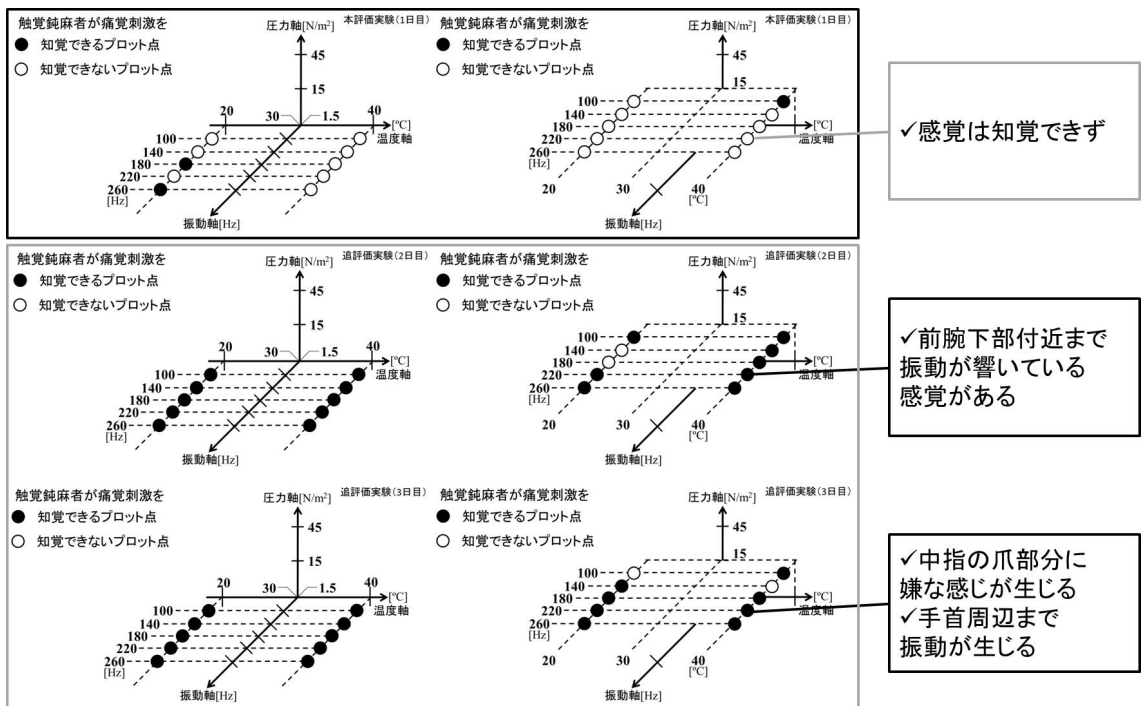 触覚鈍麻者が痛覚刺激を
● 知覚できるプロット点
○ 知覚できないプロット点
圧力軸[N/m²]
本評価実験(1日目)
45
15
20
30
1.5
40
[℃]
温度軸
100
140
180
220
260
[Hz]
振動軸[Hz]
触覚鈍麻者が痛覚刺激を
● 知覚できるプロット点
○ 知覚できないプロット点
圧力軸[N/m²]
本評価実験(1日目)
45
15
100
140
180
220
260
[Hz]
[℃]
温度軸
20
30
40
[℃]
振動軸[Hz]
✓感覚は知覚できず
触覚鈍麻者が痛覚刺激を
● 知覚できるプロット点
○ 知覚できないプロット点
圧力軸[N/m²]
追評価実験(2日目)
45
15
20
30
1.5
40
[℃]
温度軸
100
140
180
220
260
[Hz]
振動軸[Hz]
触覚鈍麻者が痛覚刺激を
● 知覚できるプロット点
○ 知覚できないプロット点
圧力軸[N/m²]
追評価実験(2日目)
45
15
100
140
180
220
260
[Hz]
[℃]
温度軸
20
30
40
[℃]
振動軸[Hz]
✓前腕下部付近まで
振動が響いている
感覚がある
触覚鈍麻者が痛覚刺激を
● 知覚できるプロット点
○ 知覚できないプロット点
圧力軸[N/m²]
追評価実験(3日目)
45
15
20
30
1.5
40
[℃]
温度軸
100
140
180
220
260
[Hz]
振動軸[Hz]
触覚鈍麻者が痛覚刺激を
● 知覚できるプロット点
○ 知覚できないプロット点
圧力軸[N/m²]
追評価実験(3日目)
45
15
100
140
180
220
260
[Hz]
[℃]
温度軸
20
30
40
[℃]
振動軸[Hz]
✓中指の爪部分に
嫌な感じが生じる
✓手首周辺まで
振動が生じる